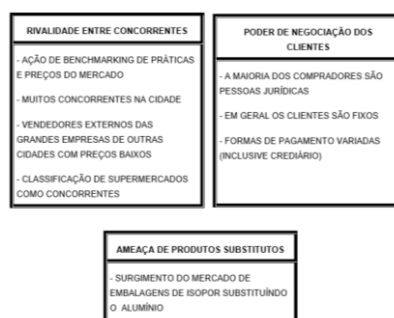 RIVALIDADE ENTRE CONCORRENTES
- AÇÃO DE BENCHMARKING DE PRÁTICAS
E PREÇOS DO MERCADO
- MUITOS CONCORRENTES NA CIDADE
- VENDEDORES EXTERNOS DAS
GRANDES EMPRESAS DE OUTRAS
CIDADES COM PREÇOS BAIXOS
- CLASSIFICAÇÃO DE SUPERMERCADOS
COMO CONCORRENTES
PODER DE NEGOCIAÇÃO DOS
CLIENTES
- A MAIORIA DOS COMPRADORES SÃO
PESSOAS JURÍDICAS
- EM GERAL OS CLIENTES SÃO FIXOS
- FORMAS DE PAGAMENTO VARIADAS
(INCLUSIVE CREDIÁRIO)
AMEAÇA DE PRODUTOS SUBSTITUTOS
- SURGIMENTO DO MERCADO DE
EMBALAGENS DE ISOPOR SUBSTITUÍNDO
O ALUMÍNIO